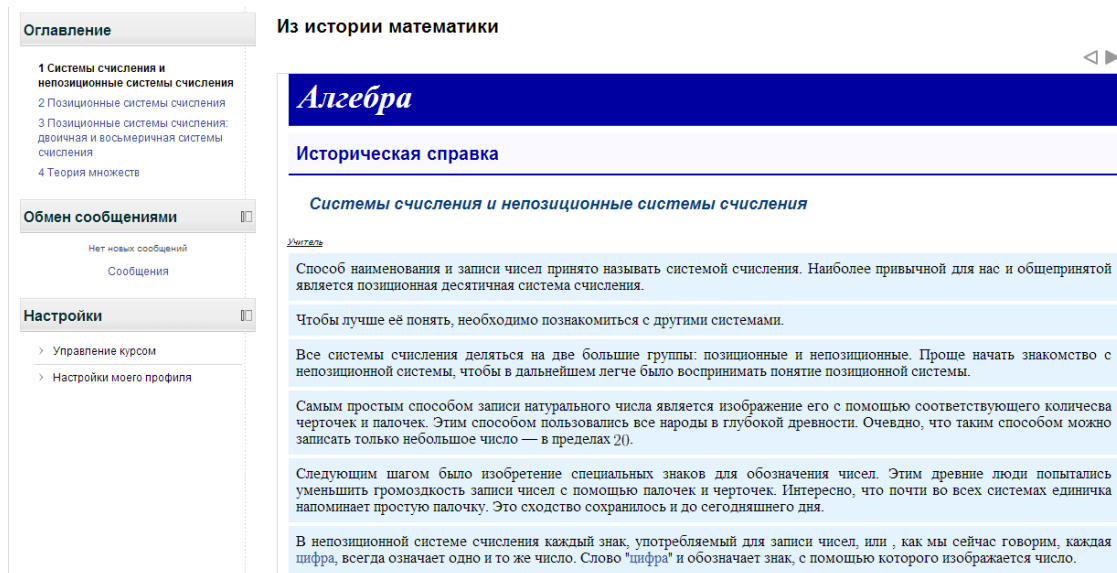 Оглавление
1 Системы счисления и
непозиционные системы счисления
2 Позиционные системы счисления
3 Позиционные системы счисления:
двоичная и восьмеричная системы
счисления
4 Теория множеств
Обмен сообщениями
Нет новых сообщений
Сообщения
Настройки
Управление курсом
Настройки моего профиля
Из истории математики
Алгебра
Историческая справка
Системы счисления и непозиционные системы счисления
Учитель
Способ наименования и записи чисел принято называть системой счисления. Наиболее привычной для нас и общепринятой
является позиционная десятичная система счисления.
Чтобы лучше её понять, необходимо познакомиться с другими системами.
Все системы счисления деляться на две большие группы: позиционные и непозиционные. Проще начать знакомство с
непозиционной системы, чтобы в дальнейшем легче было воспринимать понятие позиционной системы.
Самым простым способом записи натурального числа является изображение его с помощью соответствующего количесва
черточек и палочек. Этим способом пользовались все народы в глубокой древности. Очевдно, что таким способом можно
записать только небольшое число — в пределах 20.
Следующим шагом было изобретение специальных знаков для обозначения чисел. Этим древние люди попытались
уменьшить громоздкость записи чисел с помощью палочек и черточек. Интересно, что почти во всех системах единичка
напоминает простую палочку. Это сходство сохранилось и до сегодняшнего дня.
В непозиционной системе счисления каждый знак, употребляемый для записи чисел, или , как мы сейчас говорим, каждая
цифра, всегда означает одно и то же число. Слово "цифра" и обозначает знак, с помощью которого изображается число.